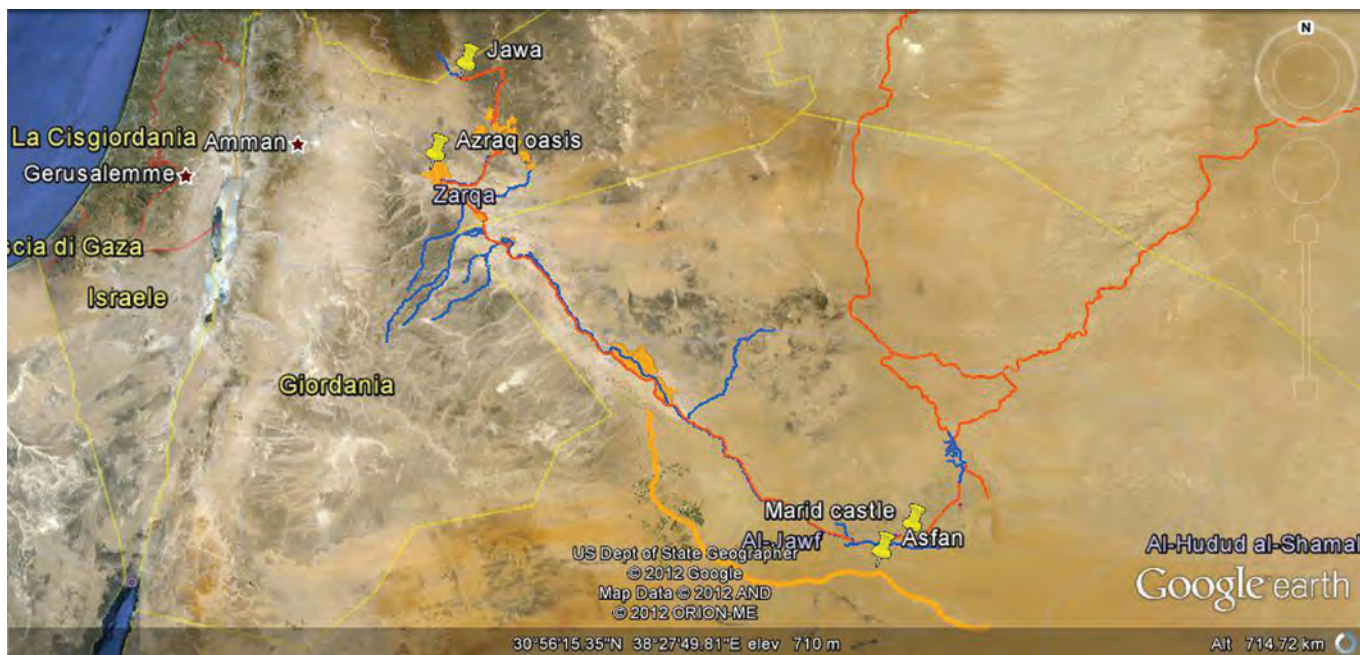 N
Jawa
La Cisgiordania
Amman
Azraq oasis
Gerusalemme
Zarqa
scia di Gaza
Israele
Giordania
Marid castle
Al-Jawf
Asfan
Al-Hudud al-Shamal
US Dept of State Geographer
© 2012 Google
Map Data © 2012 AND
© 2012 ORION-ME
Google earth
30°56'15.35"N 38°27'49.81"E elev 710 m
Alt 714.72 km